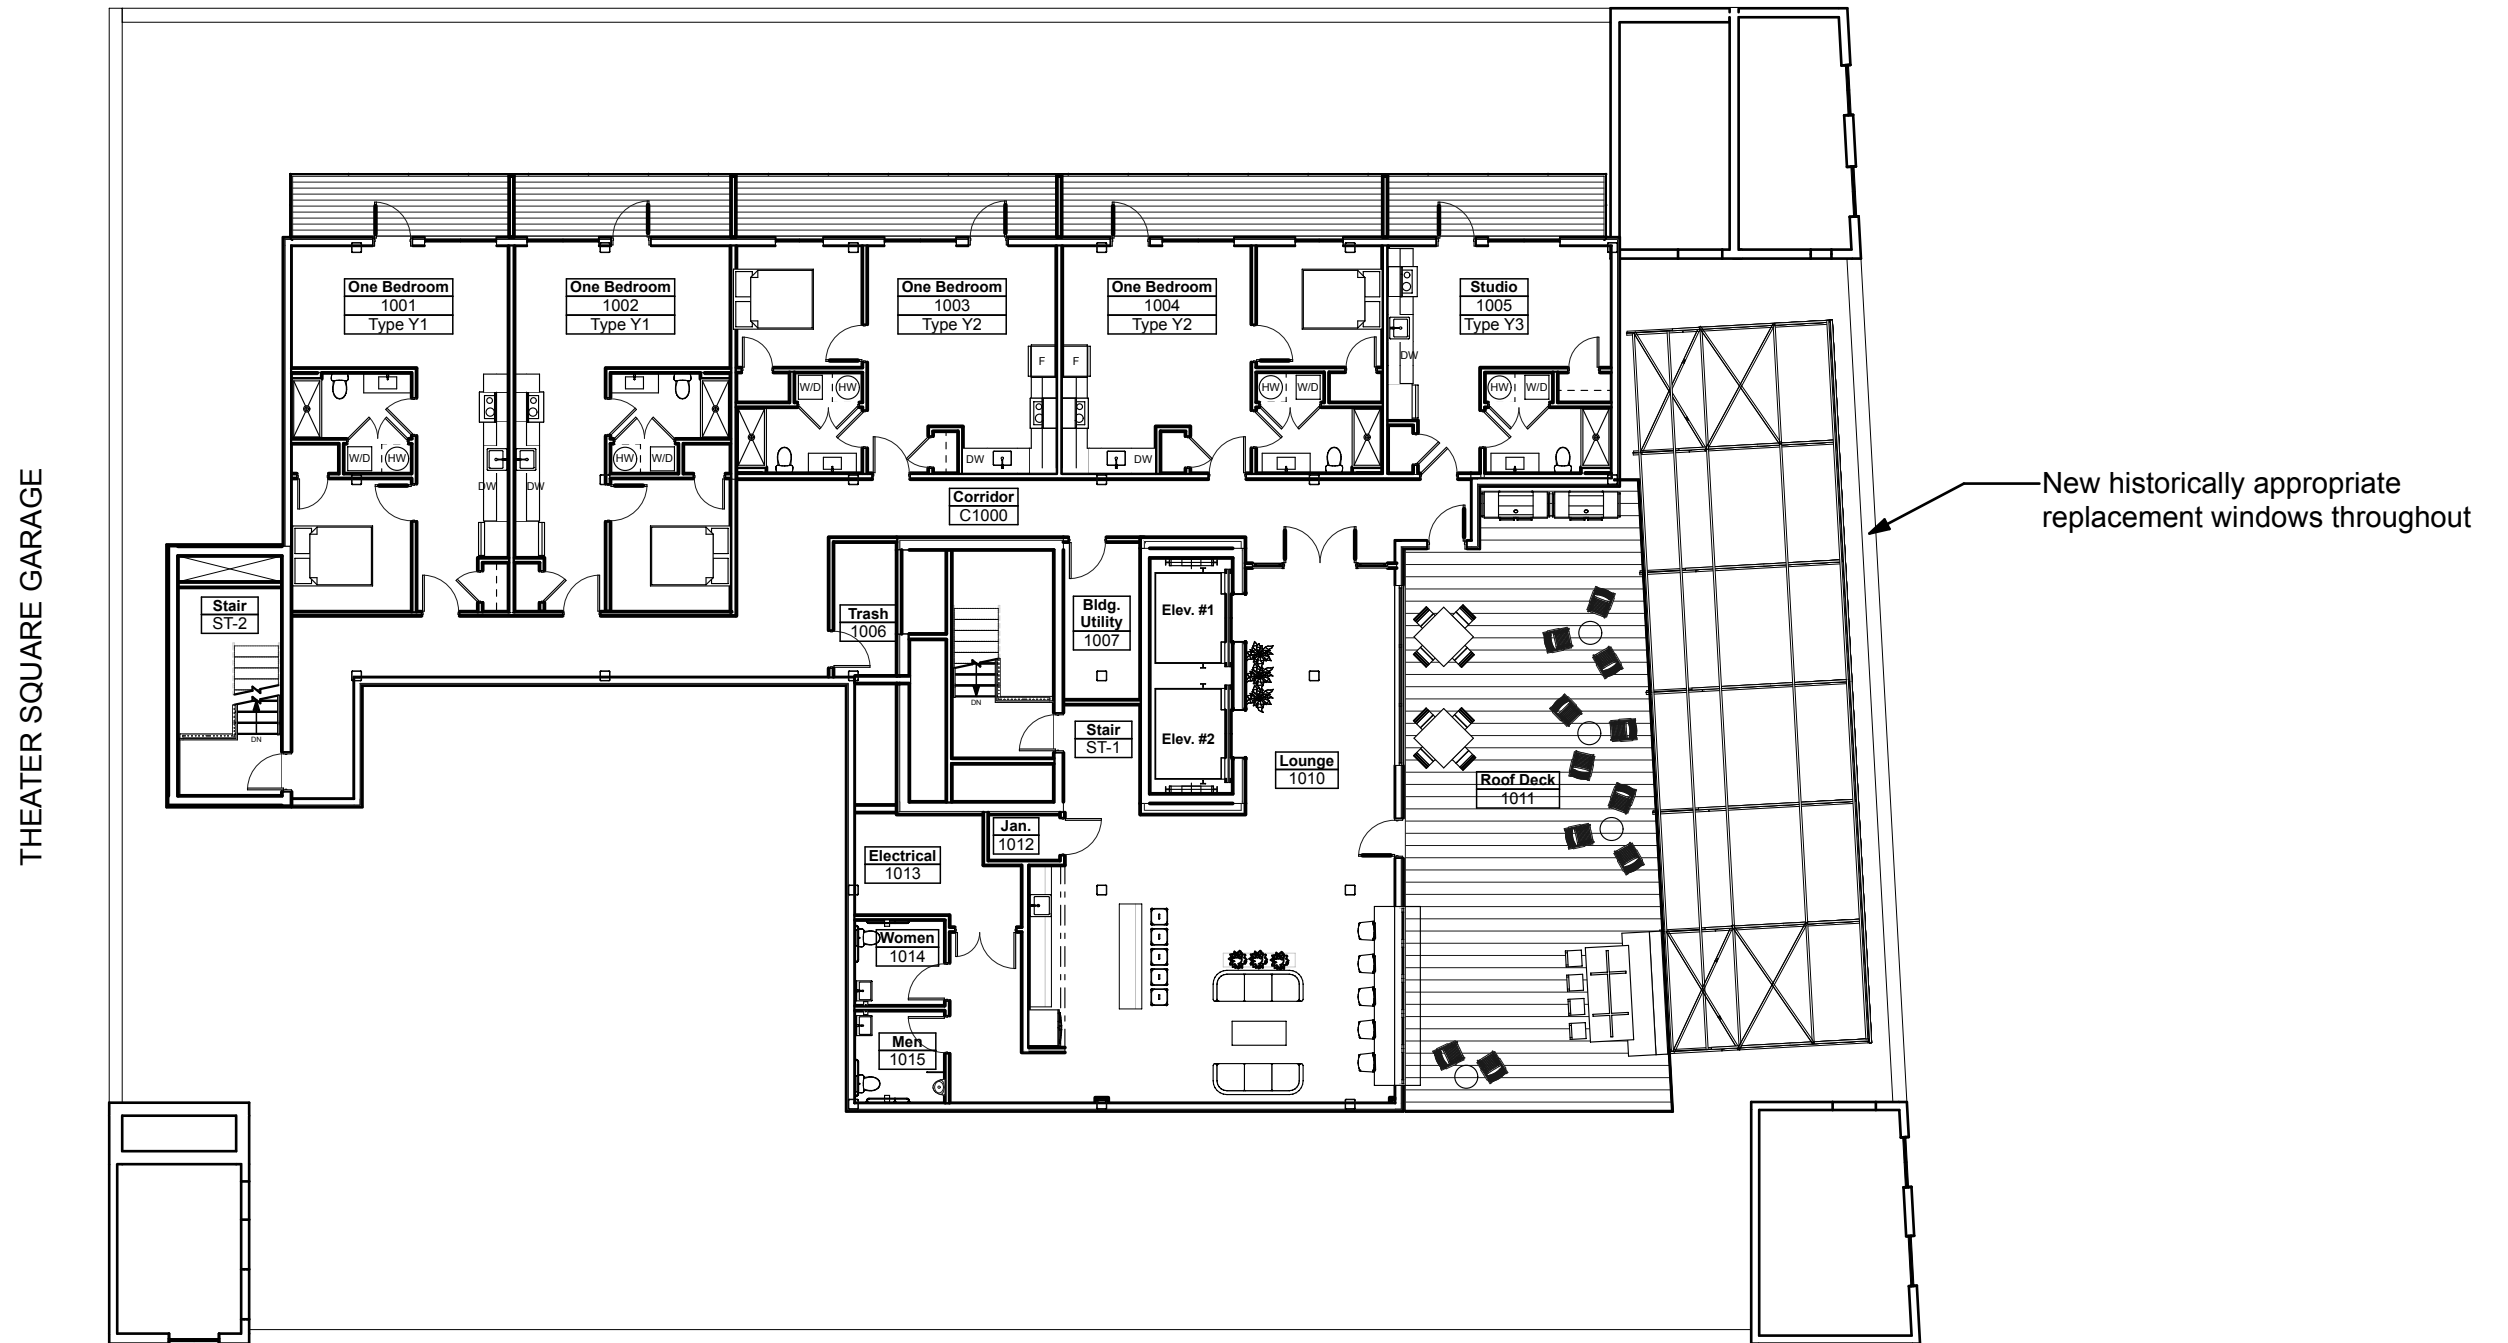 THEATER SQUARE GARAGE
One Bedroom
1001
Type Y1
One Bedroom
1002
Type Y1
One Bedroom
1003
Type Y2
One Bedroom
1004
Type Y2
Studio
1005
Type Y3
F
F
DW
W/D
HW
HW
W/D
HW
W/D
W/D
HW
HW
W/D
DW
DW
DW
DW
New historically appropriate
replacement windows throughout
Corridor
C1000
Stair
ST-2
DN
Trash
1006
DN
Bldg.
Utility
1007
Elev. #1
Elev. #2
Stair
ST-1
Lounge
1010
Roof Deck
1011
Jan.
1012
Electrical
1013
Women
1014
Men
1015